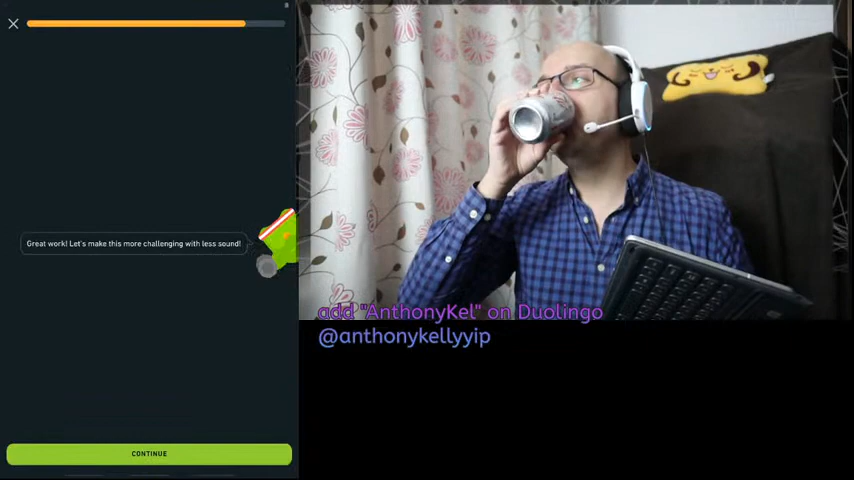 Great work! Let's make this more challenging with less sound!
CONTINUE
add "AnthonyKel" on Duolingo
@anthonykellyyip